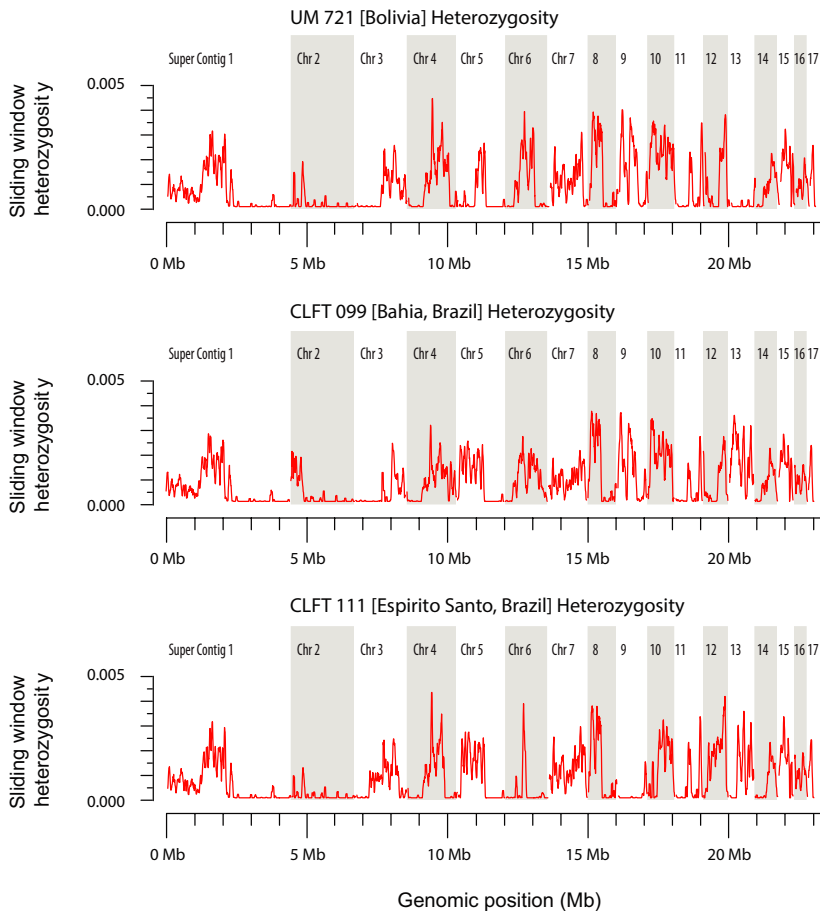 UM 721 [Bolivia] Heterozygosity
Super Contig 1 Chr 2 Chr 3 Chr 4 Chr 5 Chr 6 Chr 7 8 9 10 11 12 13 14 15 16 17
Sliding window
heterozygosity
0.005
0.000
0 Mb 5 Mb 10 Mb 15 Mb 20 Mb
CLFT 099 [Bahia, Brazil] Heterozygosity
Super Contig 1 Chr 2 Chr 3 Chr 4 Chr 5 Chr 6 Chr 7 8 9 10 11 12 13 14 15 16 17
Sliding window
heterozygosity
0.005
0.000
0 Mb 5 Mb 10 Mb 15 Mb 20 Mb
CLFT 111 [Espirito Santo, Brazil] Heterozygosity
Super Contig 1 Chr 2 Chr 3 Chr 4 Chr 5 Chr 6 Chr 7 8 9 10 11 12 13 14 15 16 17
Sliding window
heterozygosity
0.005
0.000
0 Mb 5 Mb 10 Mb 15 Mb 20 Mb
Genomic position (Mb)